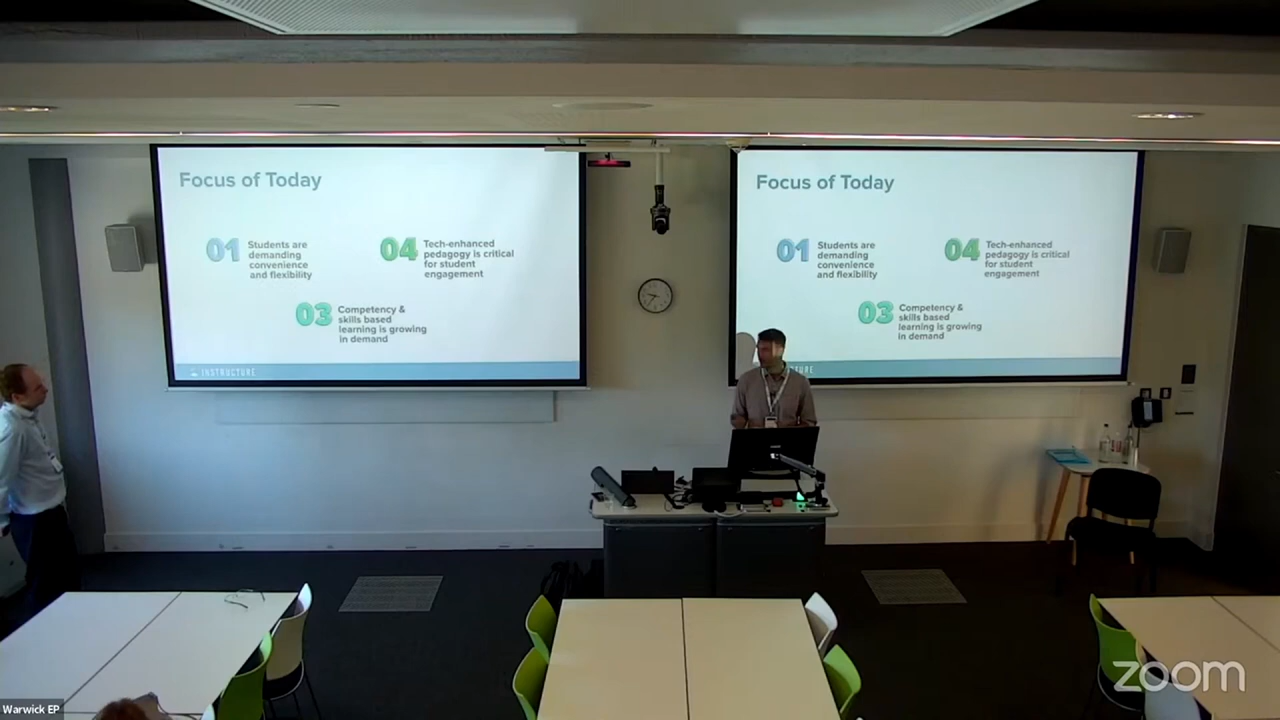 Focus of Today
01
Students are
demanding
convenience
and flexibility
04
Tech-enhanced
pedagogy is critical
for student
engagement
03
Competency &
skills based
learning is growing
in demand
INSTRUCTURE
Focus of Today
01
Students are
demanding
convenience
and flexibility
04
Tech-enhanced
pedagogy is critical
for student
engagement
03
Competency &
skills based
learning is growing
in demand
TURE
Warwick EP
zoom